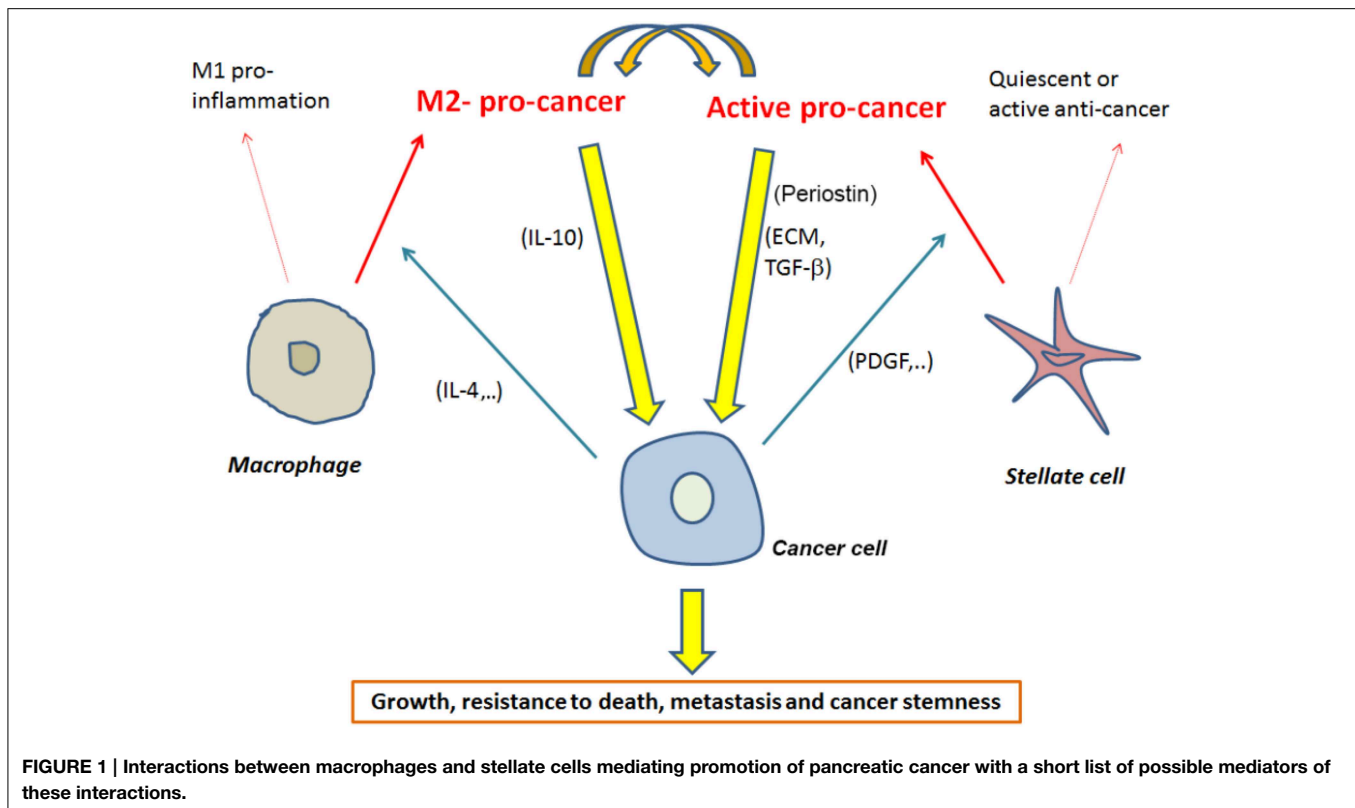 M1 pro-
inflammation
M2- pro-cancer
Active pro-cancer
Quiescent or
active anti-cancer
(Periostin)
(IL-10)
(ECM,
TGF-β)
(IL-4,..)
(PDGF,..)
Macrophage
Stellate cell
Cancer cell
Growth, resistance to death, metastasis and cancer stemness
FIGURE 1 | Interactions between macrophages and stellate cells mediating promotion of pancreatic cancer with a short list of possible mediators of
these interactions.